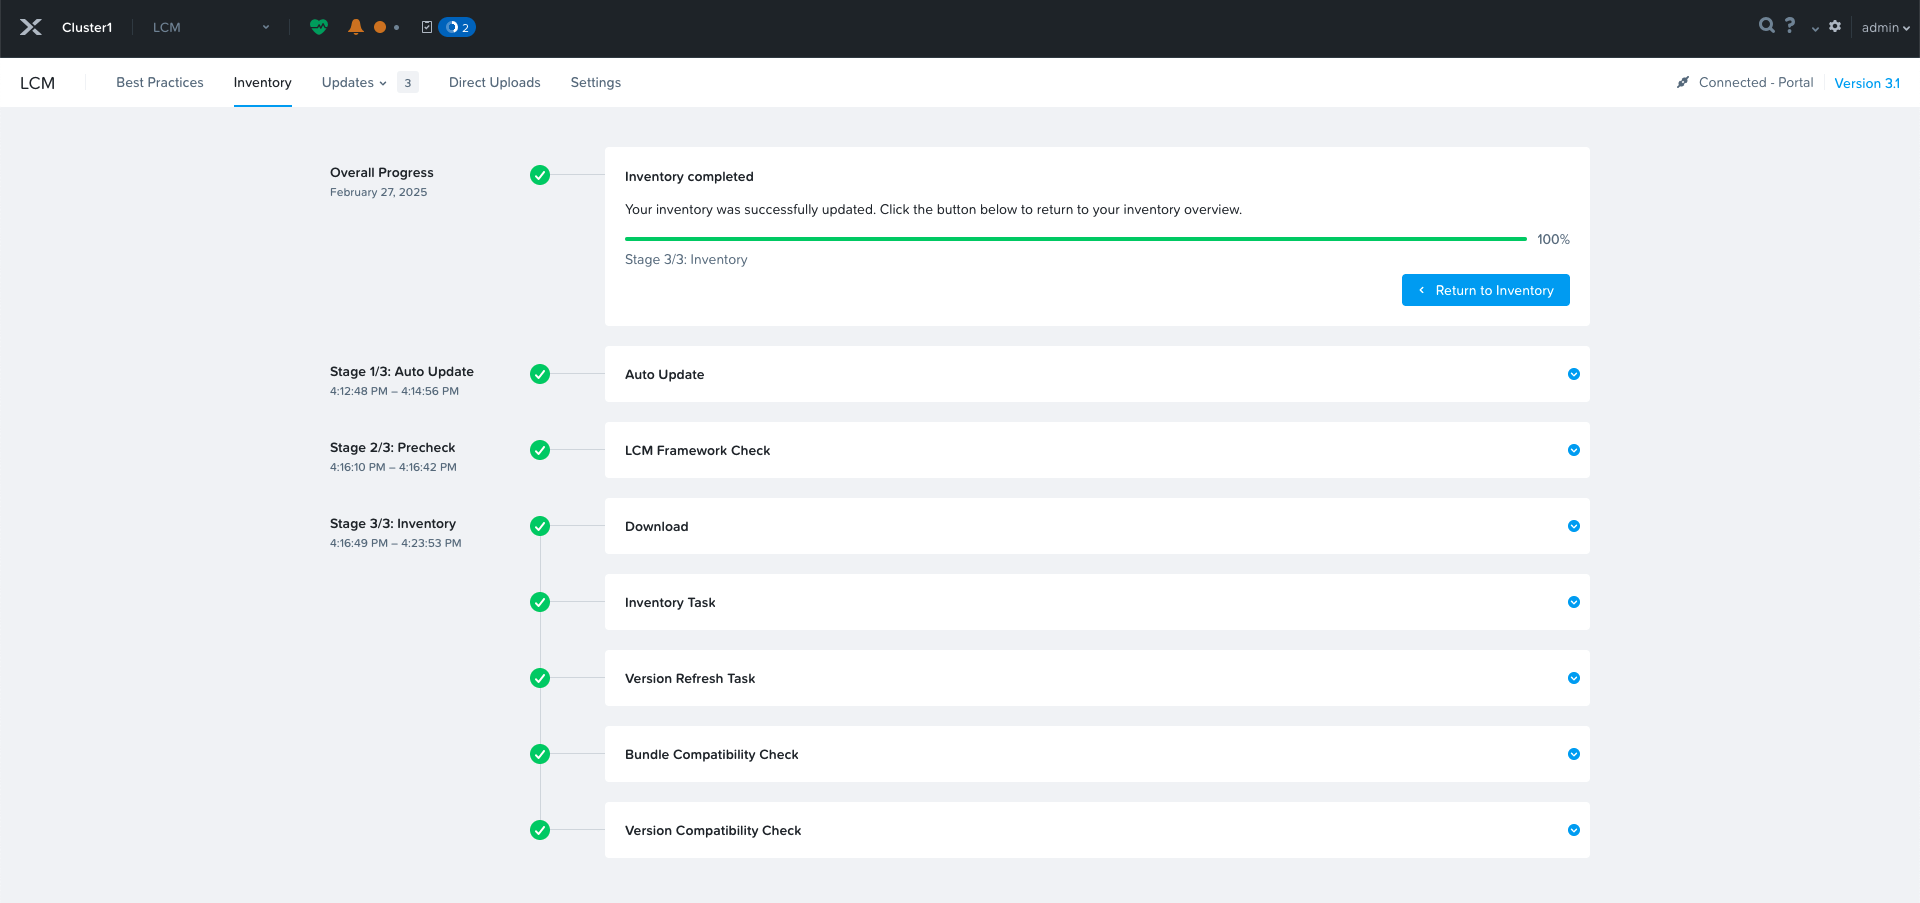 Cluster1
LCM
2
admin
LCM
Best Practices
Inventory
Updates
3
Direct Uploads
Settings
Connected - Portal
Version 3.1
Overall Progress
February 27, 2025
Inventory completed
Your inventory was successfully updated. Click the button below to return to your inventory overview.
100%
Stage 3/3: Inventory
Return to Inventory
Stage 1/3: Auto Update
4:12:48 PM – 4:14:56 PM
Auto Update
Stage 2/3: Precheck
4:16:10 PM – 4:16:42 PM
LCM Framework Check
Stage 3/3: Inventory
4:16:49 PM – 4:23:53 PM
Download
Inventory Task
Version Refresh Task
Bundle Compatibility Check
Version Compatibility Check